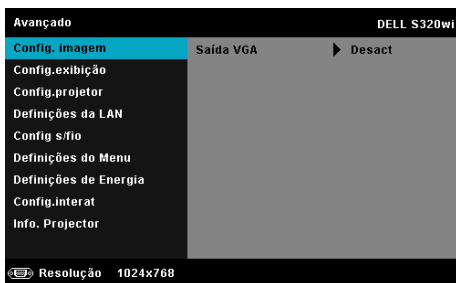 Avançado DELL S320wi
Config. imagem Saída VGA Desact
Config.exibição
Config.projetor
Definições da LAN
Config s/fio
Definições do Menu
Definições de Energia
Config.interat
Info. Projector
Resolução 1024x768